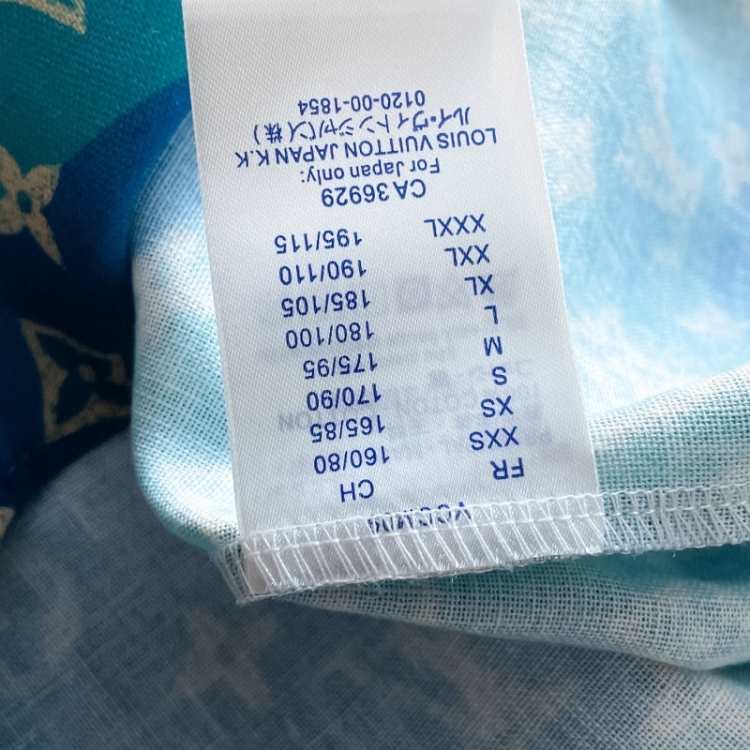 FR CH
XXS 160/80
XS 165/85
S 170/90
M 175/95
L 180/100
XL 185/105
XXL 190/110
XXXL 195/115
CA 36929
For Japan only:
LOUIS VUITTON JAPAN K.K
ルイ・ヴィトンジャパン(株)
0120-00-1854